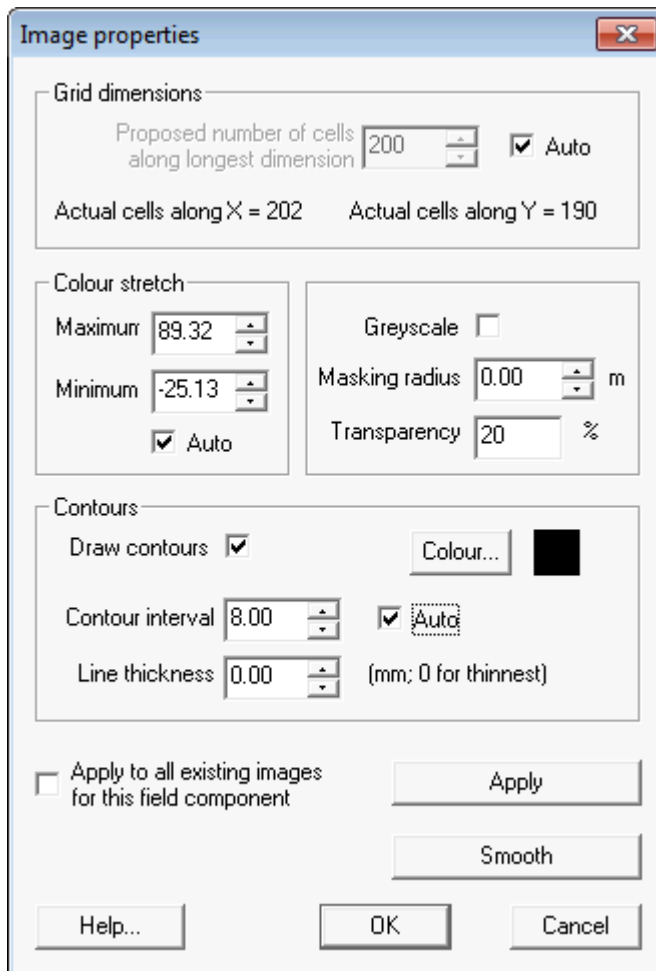 Image properties
Grid dimensions
Proposed number of cells
along longest dimension 200 Auto
Actual cells along X = 202 Actual cells along Y = 190
Colour stretch
Maximum 89.32
Minimum -25.13
Auto
Greyscale
Masking radius 0.00 m
Transparency 20 %
Contours
Draw contours Colour...
Contour interval 8.00 Auto
Line thickness 0.00 (mm; 0 for thinnest)
Apply to all existing images
for this field component
Apply
Smooth
Help... OK Cancel